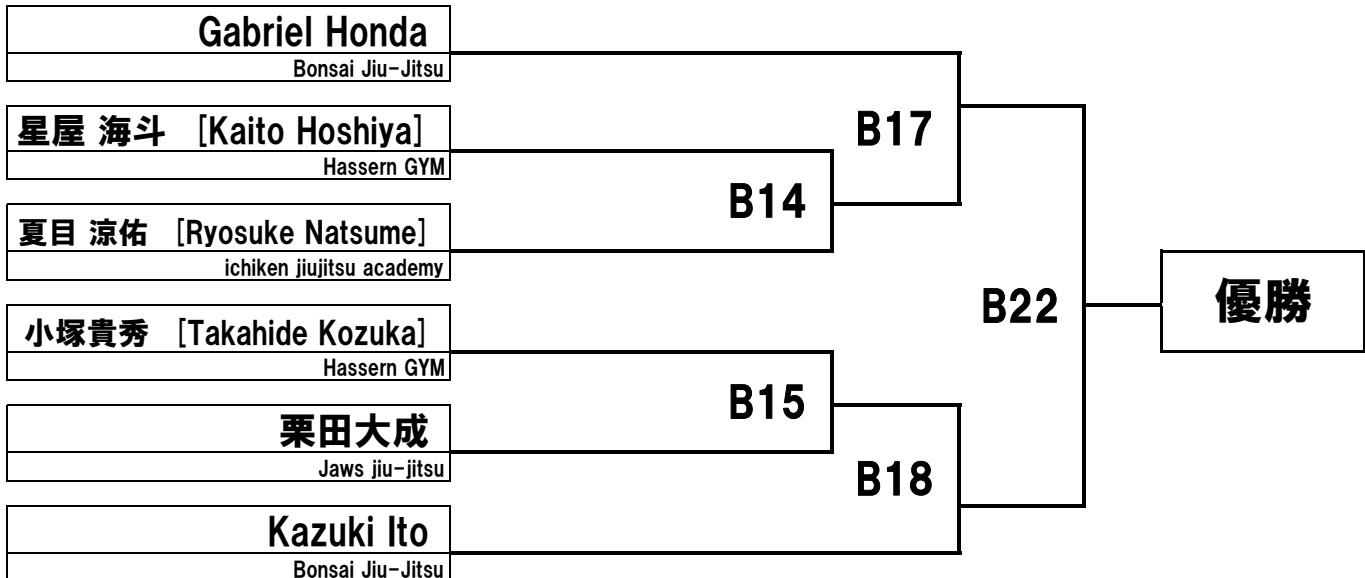 Gabriel Honda
Bonsai Jiu-Jitsu
星屋 海斗 [Kaito Hoshiya]
Hassern GYM
夏目 涼佑 [Ryosuke Natsume]
ichiken jiujitsu academy
小塚貴秀 [Takahide Kozuka]
Hassern GYM
栗田大成
Jaws jiu-jitsu
Kazuki Ito
Bonsai Jiu-Jitsu
B14
B15
B17
B18
B22
優勝